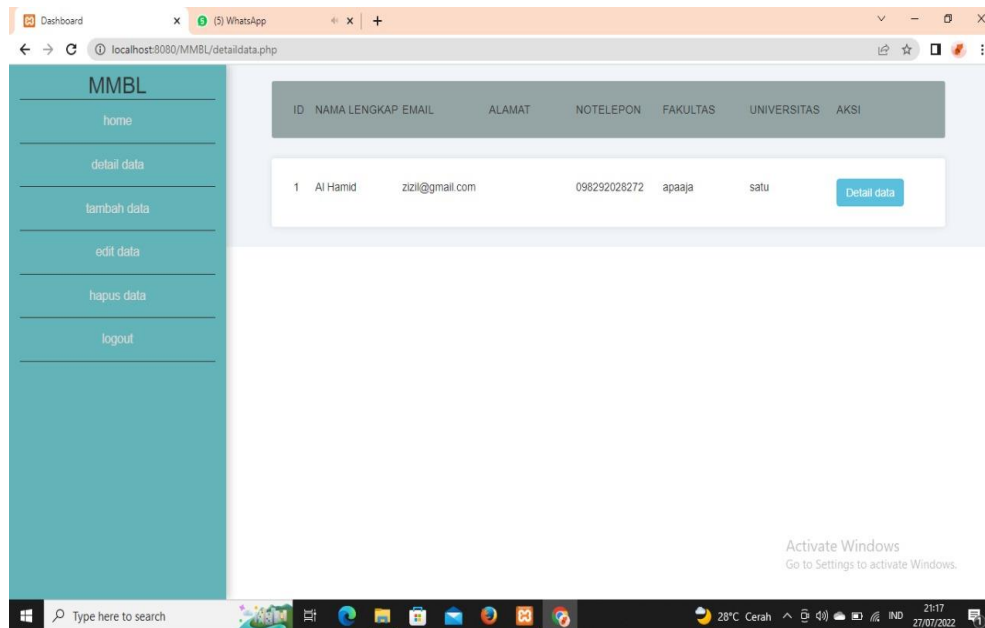 Dashboard
(5) WhatsApp
localhost:8080/MMBL/detaildata.php
MMBL
home
detail data
tambah data
edit data
hapus data
logout
ID NAMA LENGKAP EMAIL ALAMAT NOTELEPON FAKULTAS UNIVERSITAS AKSI
1 Al Hamid zizil@gmail.com 098292028272 apaaja satu Detail data
Activate Windows
Go to Settings to activate Windows.
Type here to search
28°C Cerah
IND
21:17
27/07/2022